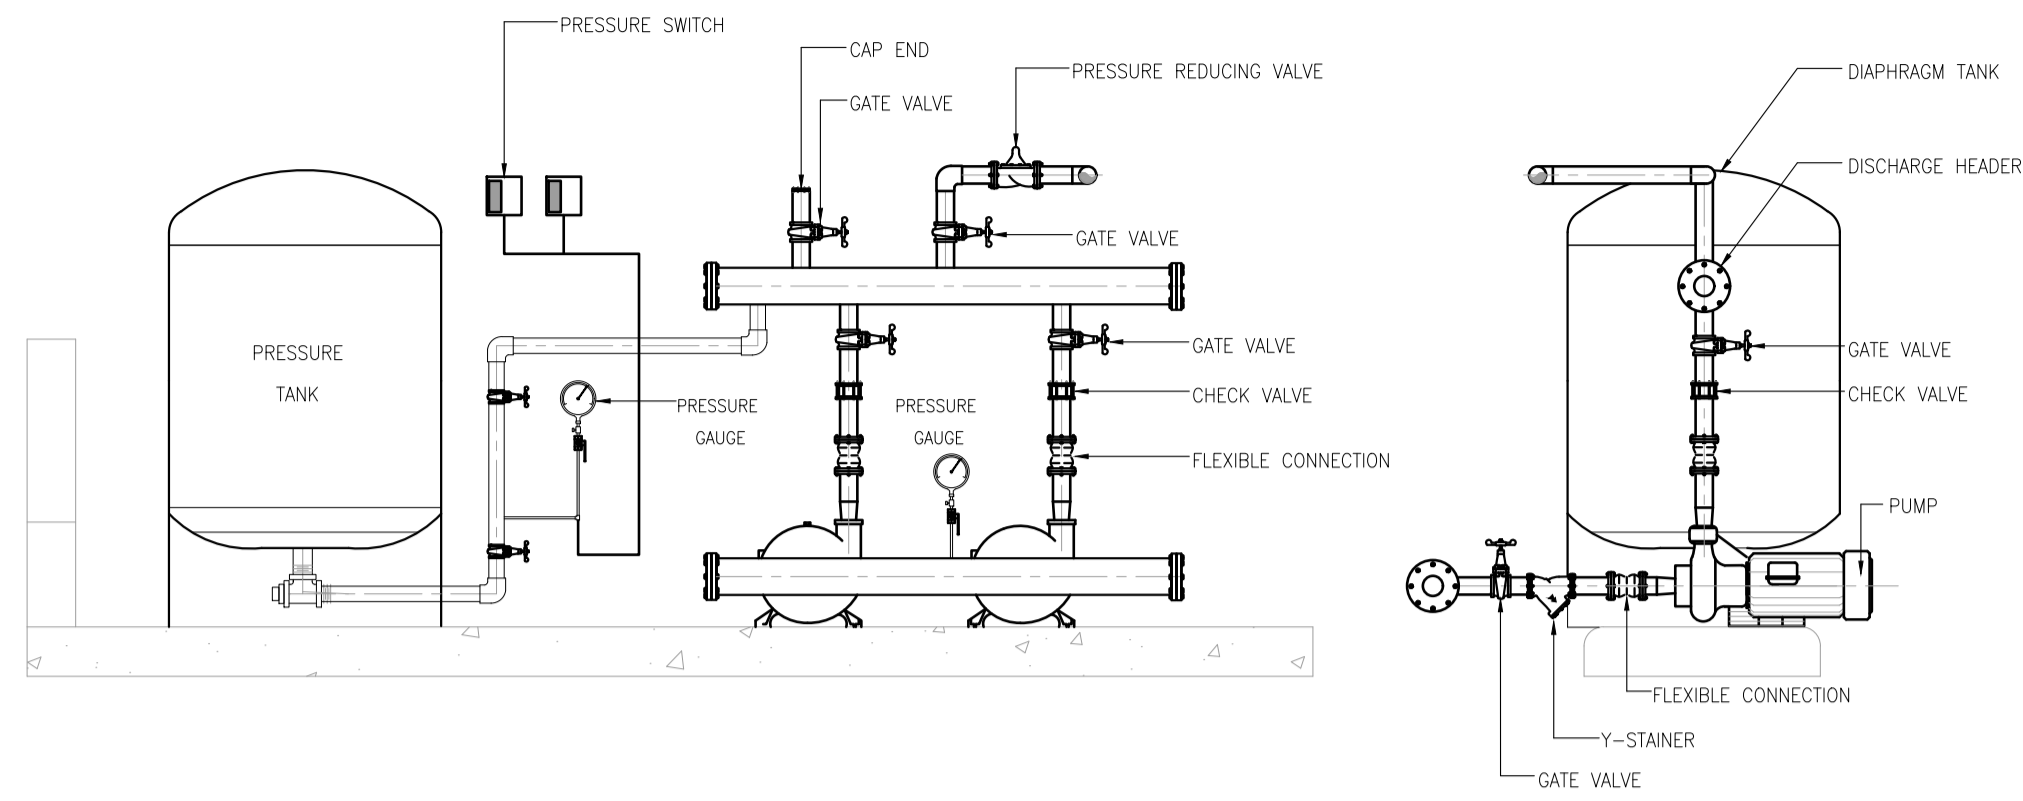 PRESSURE SWITCH
CAP END
GATE VALVE
PRESSURE REDUCING VALVE
GATE VALVE
PRESSURE
TANK
PRESSURE
GAUGE
PRESSURE
GAUGE
GATE VALVE
CHECK VALVE
FLEXIBLE CONNECTION
DIAPHRAGM TANK
DISCHARGE HEADER
GATE VALVE
CHECK VALVE
PUMP
FLEXIBLE CONNECTION
Y-STAINER
GATE VALVE